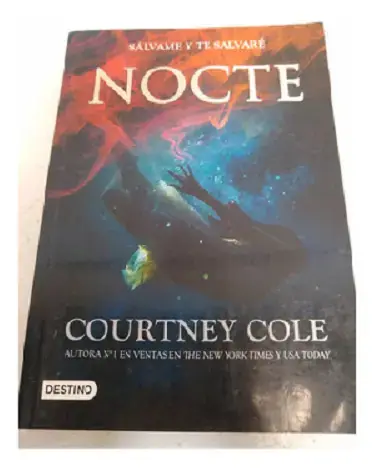 SÁLVAME Y TE SALVARÉ
NOCTE
COURTNEY COLE
AUTORA Nº1 EN VENTAS EN THE NEW YORK TIMES Y USA TODAY
DESTINO